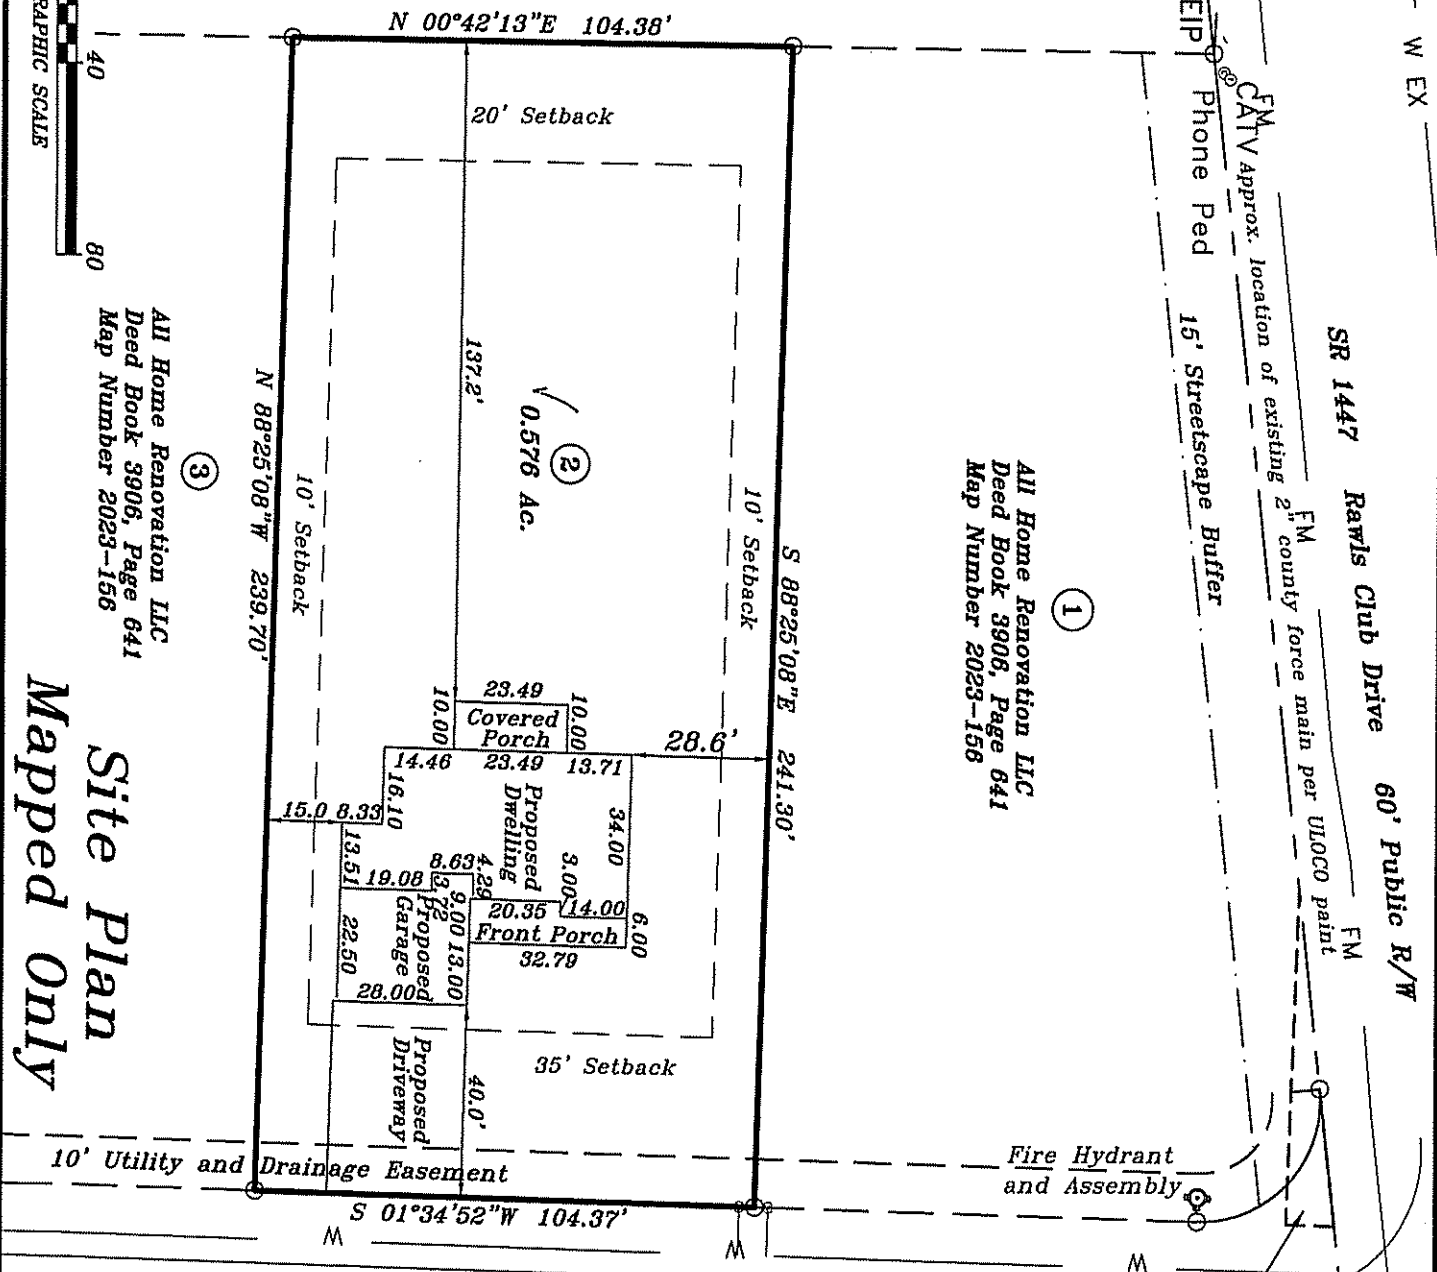 N 00°42'13"E 104.38'
20' Setback
40
80
RAPHIC SCALE
137.2'
2
0.576 Ac.
10' Setback
S 88°25'08"E 241.30'
10' Setback
N 88°25'08"W 239.70'
3
All Home Renovation LLC
Deed Book 3906, Page 641
Map Number 2023-156
1
All Home Renovation LLC
Deed Book 3906, Page 641
Map Number 2023-156
EIP
CATV
Phone Ped
W EX
FM
FM
FM
Approx. location of existing 2" county force main per ULOCO paint
15' Streetscape Buffer
SR 1447 Rawls Club Drive 60' Public R/W
10.00
23.49
10.00
Covered
Porch
28.6'
14.46
23.49
13.71
16.10
15.0
8.33
Proposed
Dwelling
34.00
13.51
19.08
8.63
3.72
4.29
9.00
3.00
20.35
14.00
6.00
Front Porch
32.79
Proposed
Garage
22.50
13.00
28.00
Proposed
Driveway
40.0'
35' Setback
10' Utility and Drainage Easement
S 01°34'52"W 104.37'
Fire Hydrant
and Assembly
W
W
W
Site Plan
Mapped Only